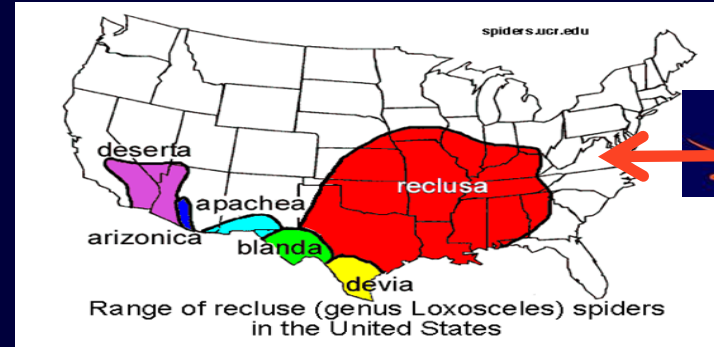 spiders.ucr.edu
deserta
reclusa
apachea
arizonica
blanda
devia
Range of recluse (genus Loxosceles) spiders
in the United States